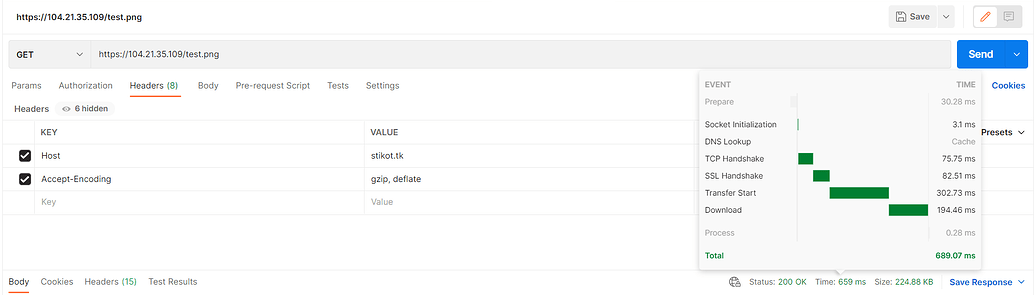 https://104.21.35.109/test.png
Save
GET https://104.21.35.109/test.png Send
Params Authorization Headers (8) Body Pre-request Script Tests Settings Cookies
Headers 6 hidden Presets
KEY VALUE
Host stikot.tk
Accept-Encoding gzip, deflate
Key Value
EVENT TIME
Prepare 30.28 ms
Socket Initialization 3.1 ms
DNS Lookup Cache
TCP Handshake 75.75 ms
SSL Handshake 82.51 ms
Transfer Start 302.73 ms
Download 194.46 ms
Process 0.28 ms
Total 689.07 ms
Body Cookies Headers (15) Test Results Status: 200 OK Time: 659 ms Size: 224.88 KB Save Response